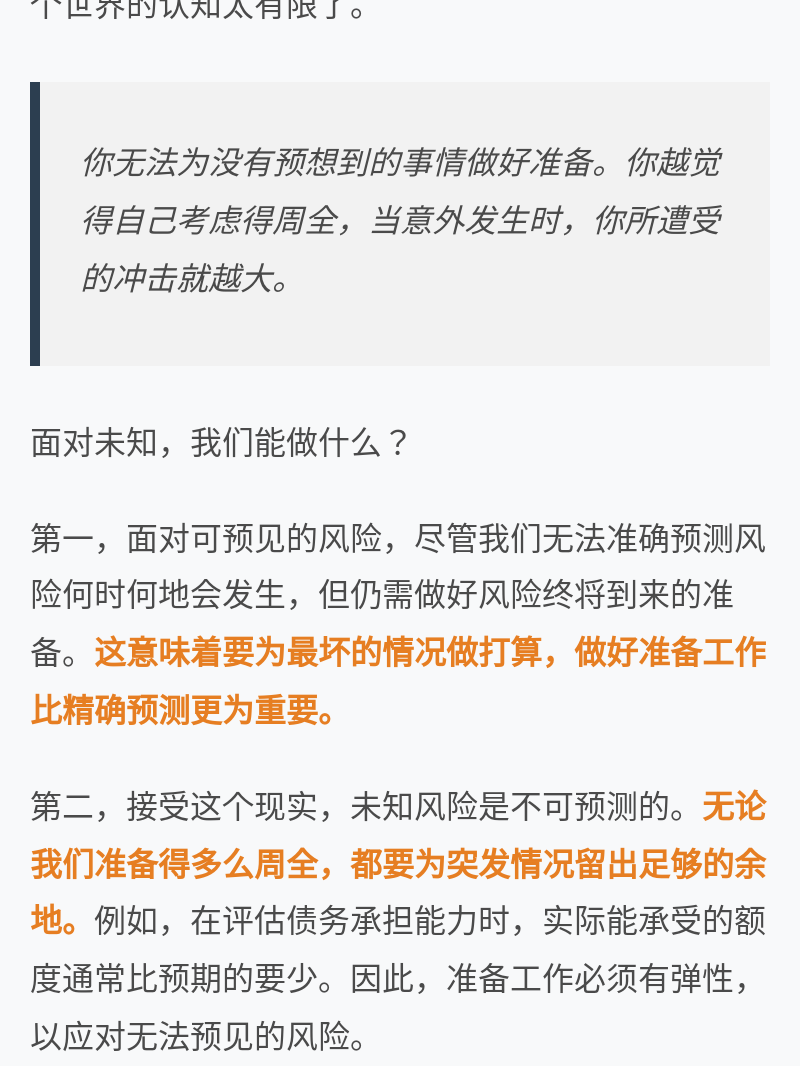 个世界的认知太有限了。
你无法为没有预想到的事情做好准备。你越觉
得自己考虑得周全，当意外发生时，你所遭受
的冲击就越大。
面对未知，我们能做什么？
第一，面对可预见的风险，尽管我们无法准确预测风
险何时何地会发生，但仍需做好风险终将到来的准
备。这意味着要为最坏的情况做打算，做好准备工作
比精确预测更为重要。
第二，接受这个现实，未知风险是不可预测的。无论
我们准备得多么周全，都要为突发情况留出足够的余
地。例如，在评估债务承担能力时，实际能承受的额
度通常比预期的要少。因此，准备工作必须有弹性，
以应对无法预见的风险。